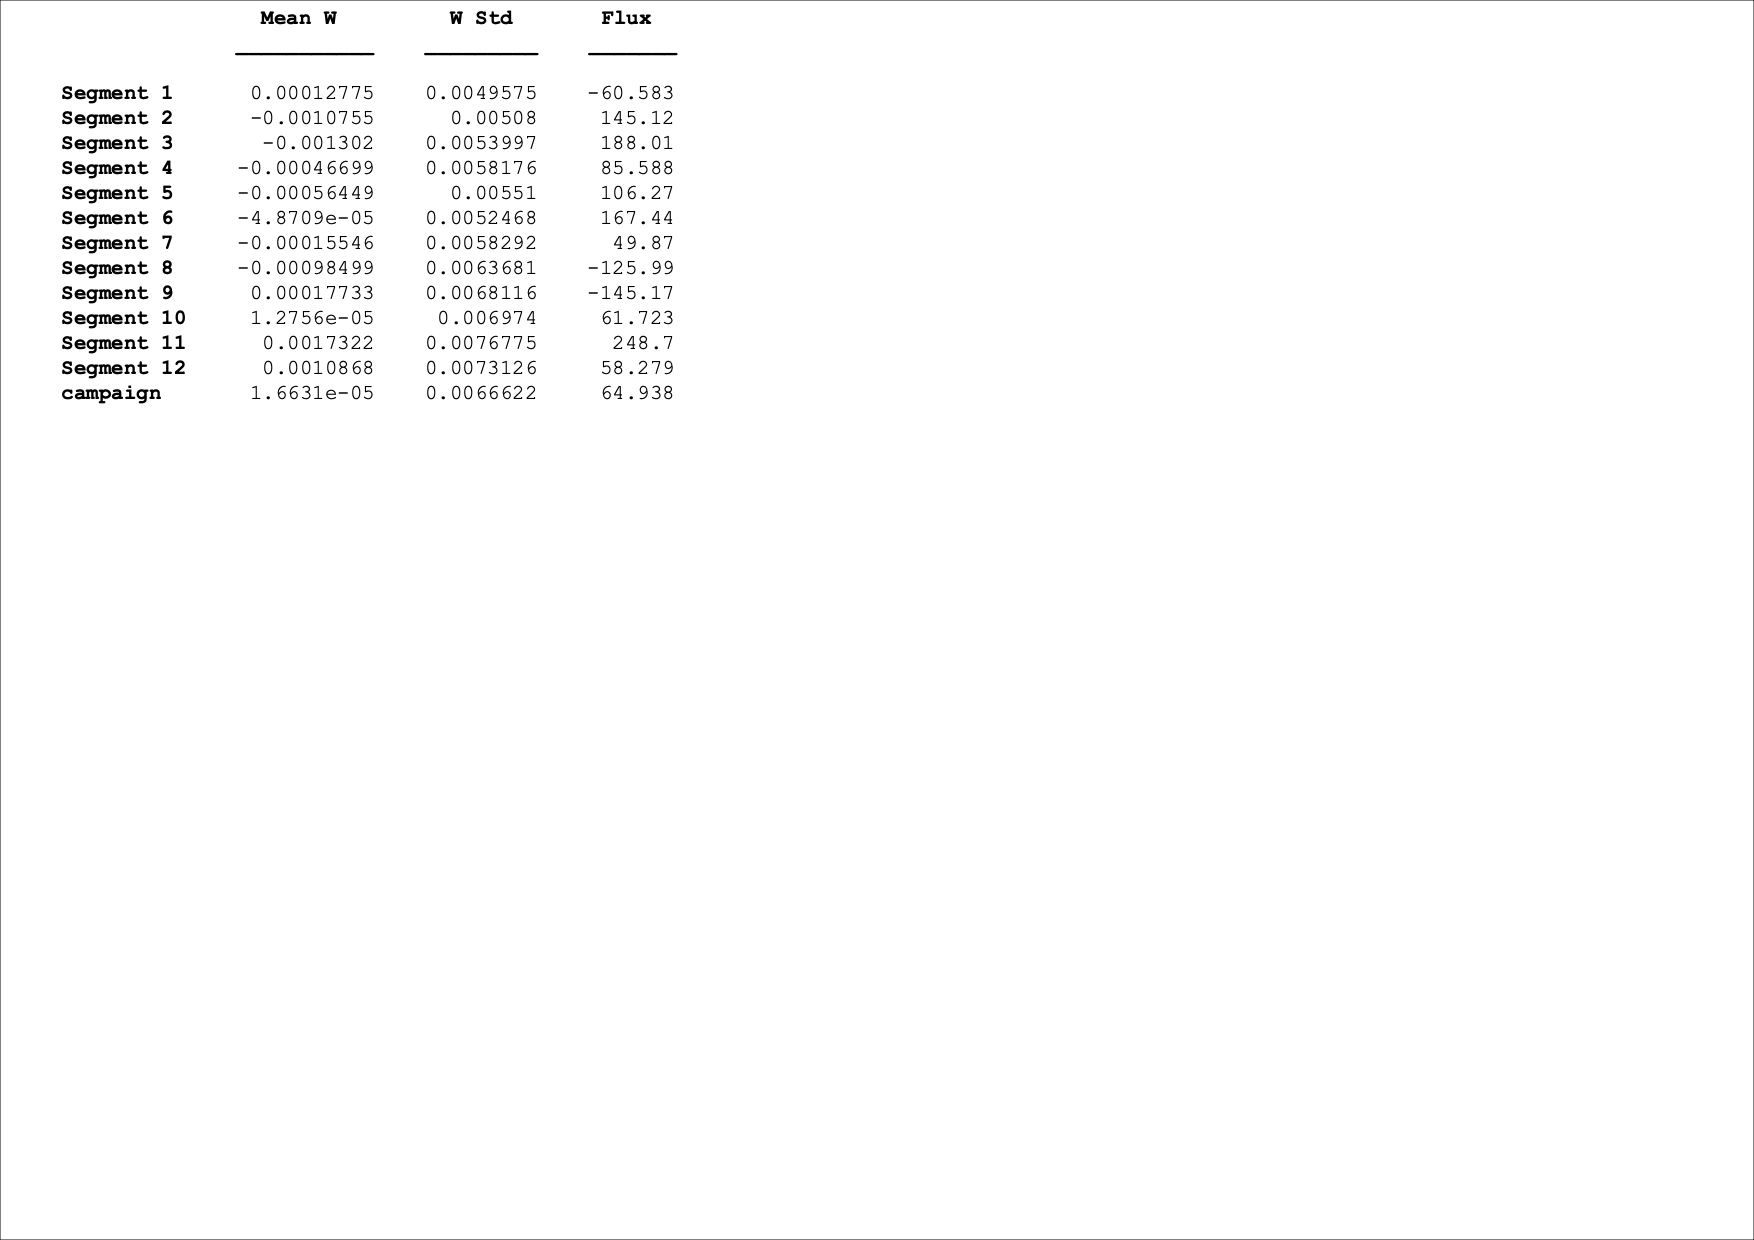 Mean W W Std Flux
Segment 1 0.00012775 0.0049575 -60.583
Segment 2 -0.0010755 0.00508 145.12
Segment 3 -0.001302 0.0053997 188.01
Segment 4 -0.00046699 0.0058176 85.588
Segment 5 -0.00056449 0.00551 106.27
Segment 6 -4.8709e-05 0.0052468 167.44
Segment 7 -0.00015546 0.0058292 49.87
Segment 8 -0.00098499 0.0063681 -125.99
Segment 9 0.00017733 0.0068116 -145.17
Segment 10 1.2756e-05 0.006974 61.723
Segment 11 0.0017322 0.0076775 248.7
Segment 12 0.0010868 0.0073126 58.279
campaign 1.6631e-05 0.0066622 64.938